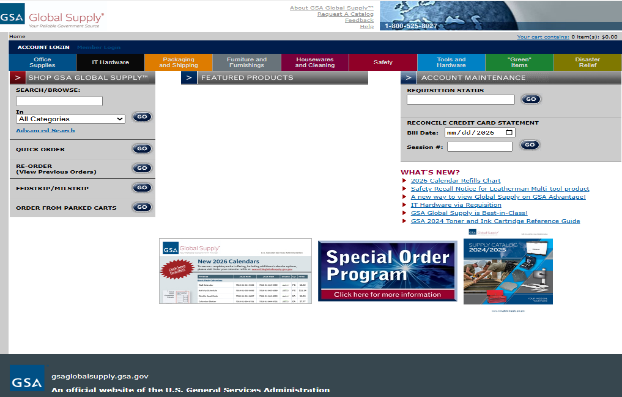 GSA
Global Supply
Your Reliable Government Source
About GSA Global Supply™
Request A Catalog
Feedback
Help
1-800-525-8027
Home
Your cart contains: 0 item(s): $0.00
ACCOUNT LOGIN Member Login
Office Supplies
IT Hardware
Packaging and Shipping
Furniture and Furnishings
Housewares and Cleaning
Safety
Tools and Hardware
"Green" Items
Disaster Relief
> SHOP GSA GLOBAL SUPPLY™
> FEATURED PRODUCTS
> ACCOUNT MAINTENANCE
SEARCH/BROWSE:
In
All Categories
GO
Advanced Search
QUICK ORDER
GO
RE-ORDER
(View Previous Orders)
GO
FEDSTRIP/MILSTRIP
GO
ORDER FROM PARKED CARTS
GO
REQUISITION STATUS
GO
RECONCILE CREDIT CARD STATEMENT
Bill Date: mm/dd/2026
Session #:
GO
WHAT'S NEW?
2026 Calendar Refills Chart
Safety Recall Notice for Leatherman Multi-tool product
A new way to view Global Supply on GSA Advantage!
IT Hardware via Requisition
GSA Global Supply is Best-in-Class!
GSA 2024 Toner and Ink Cartridge Reference Guide
GSA Global Supply
New 2026 Calendars
Special Order
Program
Click here for more information
SUPPLY CATALOG
2024/2025
GSA
gsaglobalsupply.gsa.gov
An official website of the U.S. General Services Administration